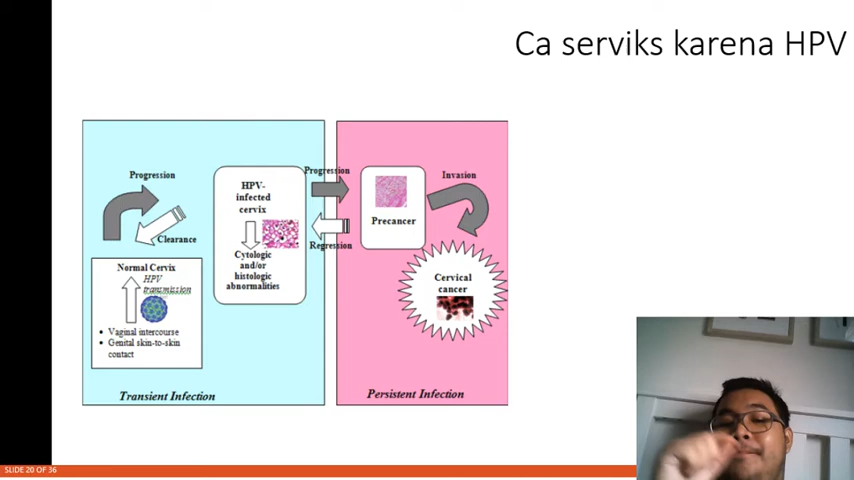 Ca serviks karena HPV
Progression
Clearance
Normal Cervix
HPV
transmission
• Vaginal intercourse
• Genital skin-to-skin
contact
Transient Infection
HPV-
infected
cervix
Cytologic
and/or
histologic
abnormalities
Progression
Regression
Precancer
Invasion
Cervical
cancer
Persistent Infection
SLIDE 20 OF 36